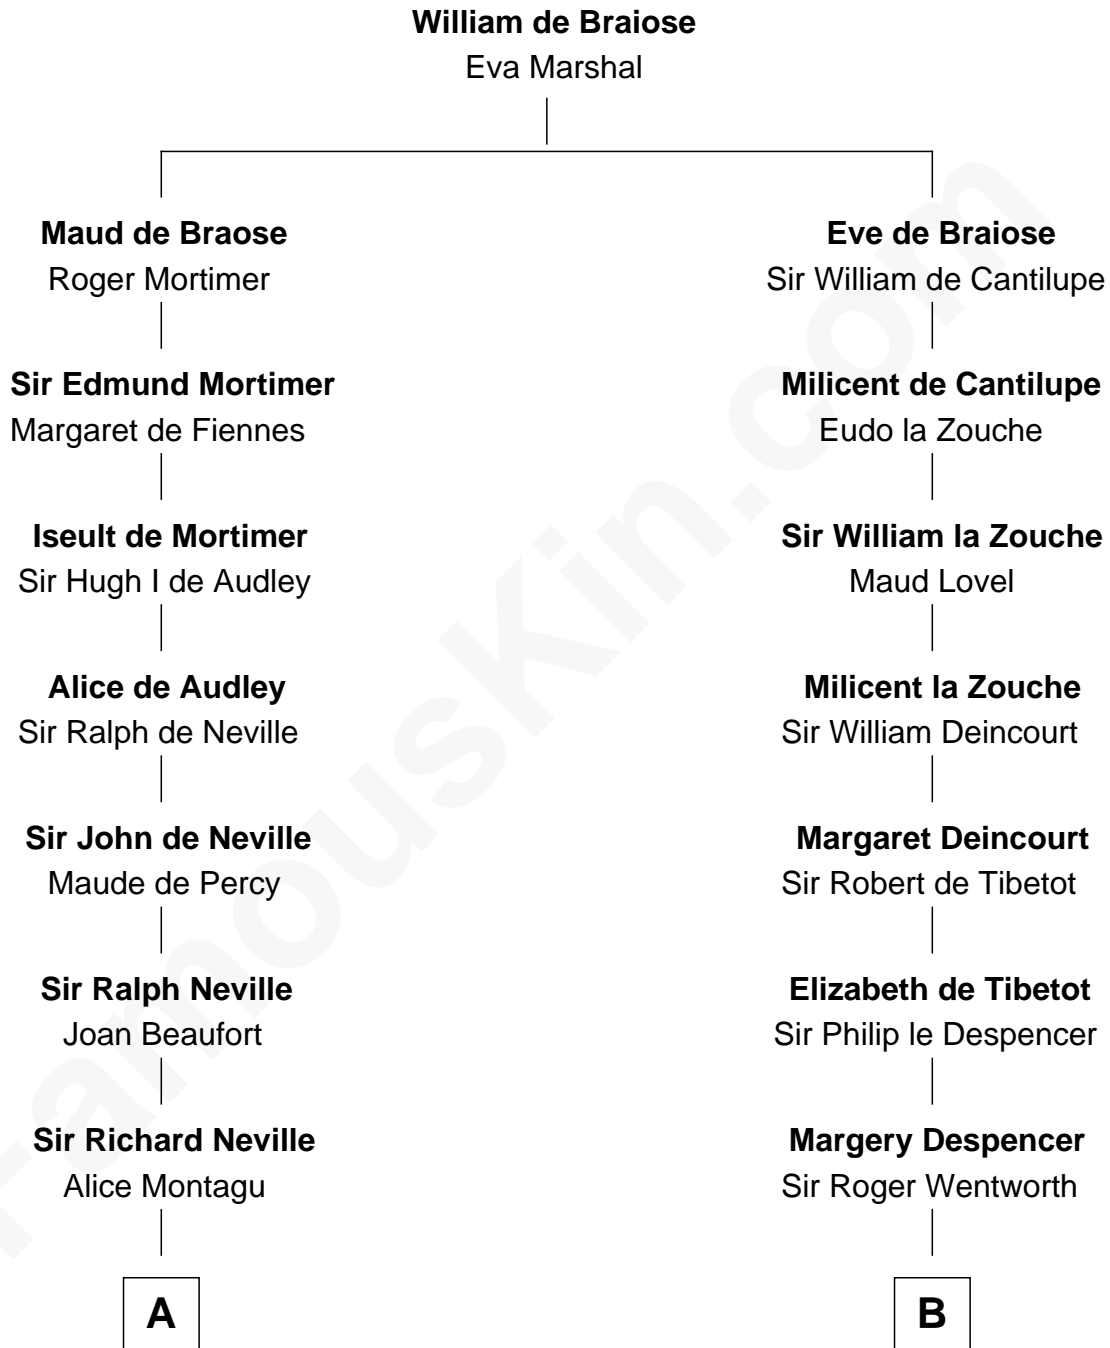 William de Braiose
Eva Marshal
Maud de Braose
Roger Mortimer
Eve de Braiose
Sir William de Cantilupe
Sir Edmund Mortimer
Margaret de Fiennes
Milicent de Cantilupe
Eudo la Zouche
Iseult de Mortimer
Sir Hugh I de Audley
Sir William la Zouche
Maud Lovel
Alice de Audley
Sir Ralph de Neville
Milicent la Zouche
Sir William Deincourt
Sir John de Neville
Maude de Percy
Margaret Deincourt
Sir Robert de Tibetot
Sir Ralph Neville
Joan Beaufort
Elizabeth de Tibetot
Sir Philip le Despencer
Sir Richard Neville
Alice Montagu
Margery Despencer
Sir Roger Wentworth
A
B
FamousKin.com